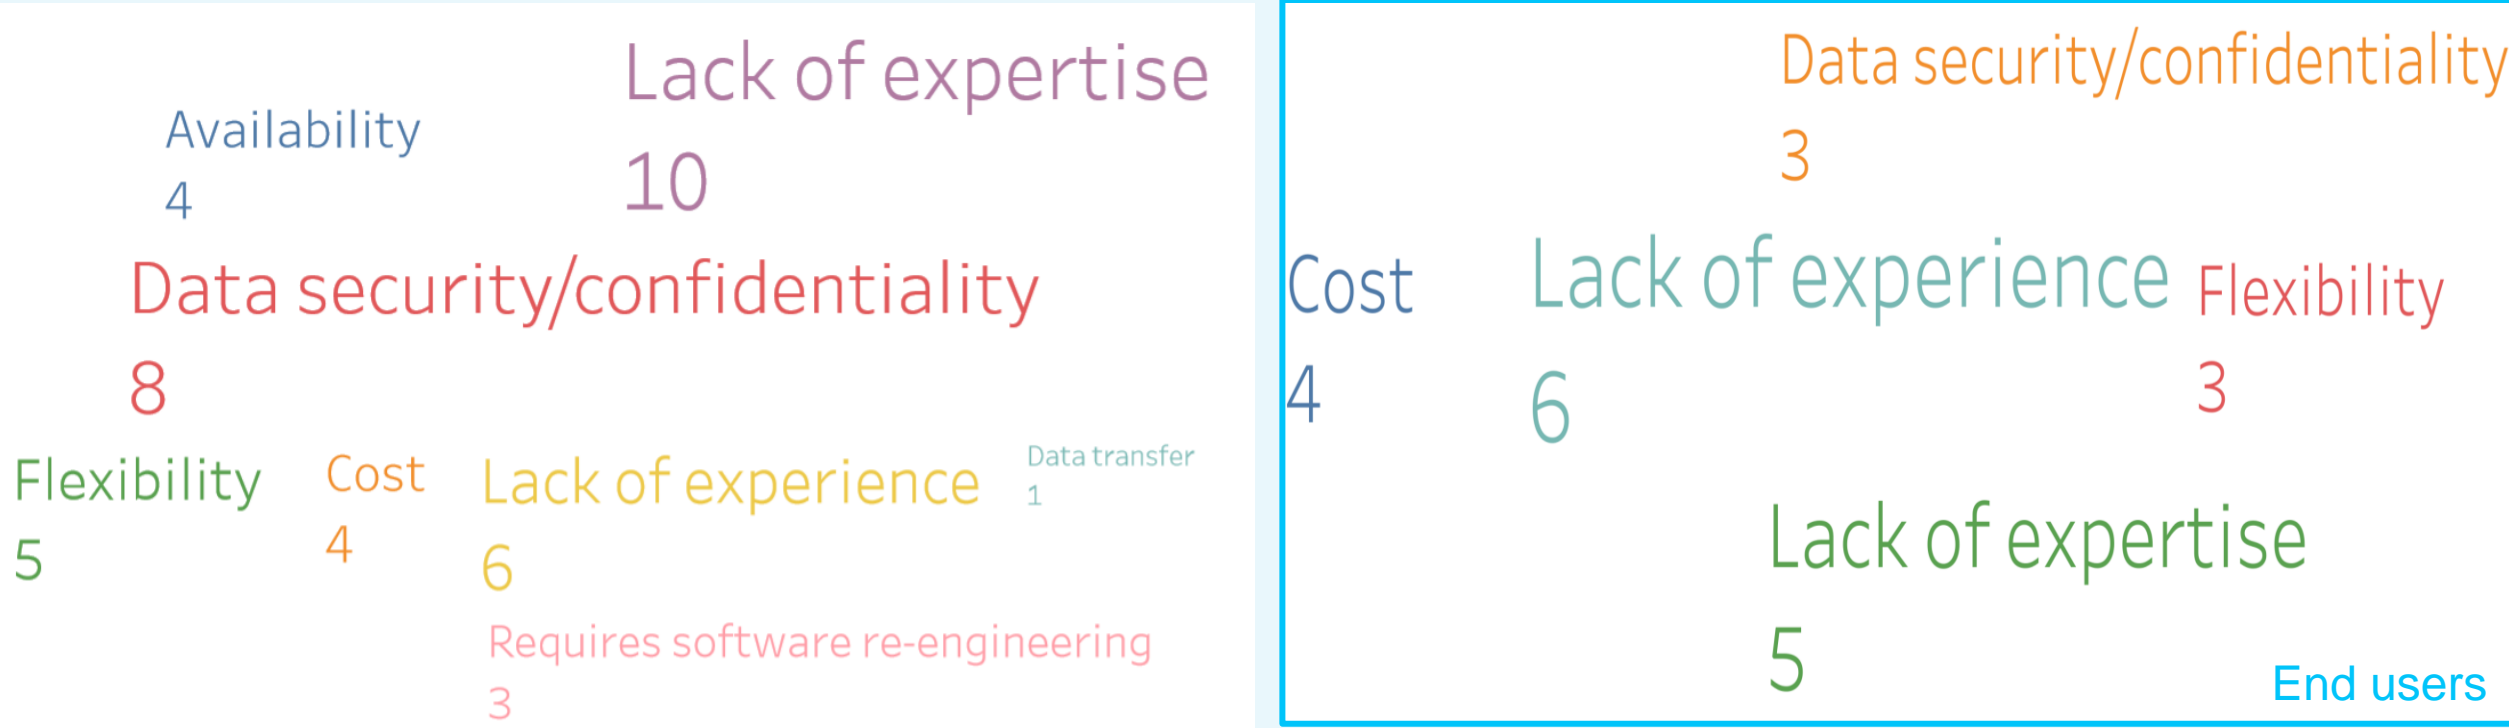 Lack of expertise
10
Availability
4
Data security/confidentiality
8
Flexibility
5
Cost
4
Lack of experience
6
Data transfer
1
Requires software re-engineering
3
Data security/confidentiality
3
Cost
4
Lack of experience
6
Flexibility
3
Lack of expertise
5
End users